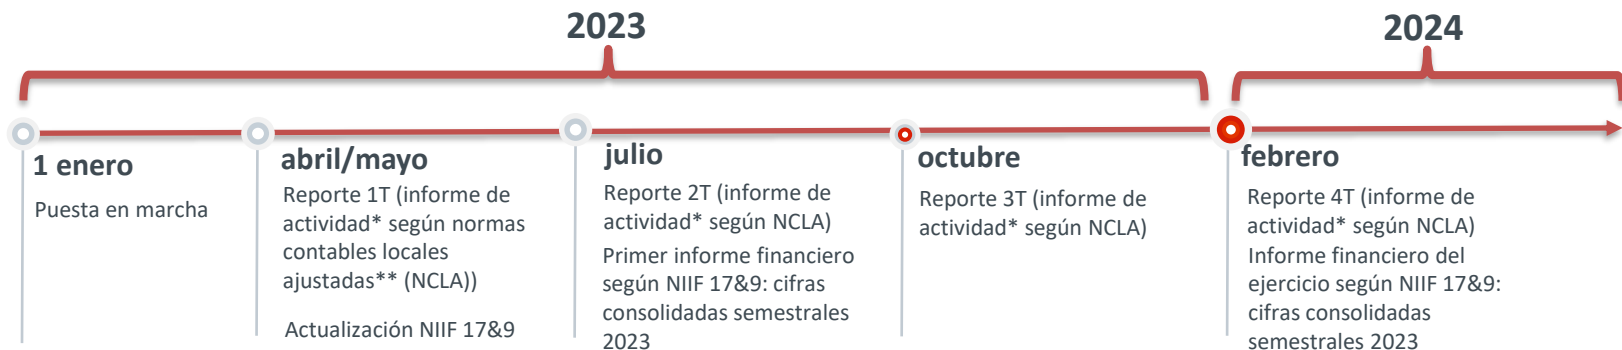 2023
2024
1 enero
Puesta en marcha
abril/mayo
Reporte 1T (informe de
actividad* según normas
contables locales
ajustadas** (NCLA))
Actualización NIIF 17&9
julio
Reporte 2T (informe de
actividad* según NCLA)
Primer informe financiero
según NIIF 17&9: cifras
consolidadas semestrales
2023
octubre
Reporte 3T (informe de
actividad* según NCLA)
febrero
Reporte 4T (informe de
actividad* según NCLA)
Informe financiero del
ejercicio según NIIF 17&9:
cifras consolidadas
semestrales 2023